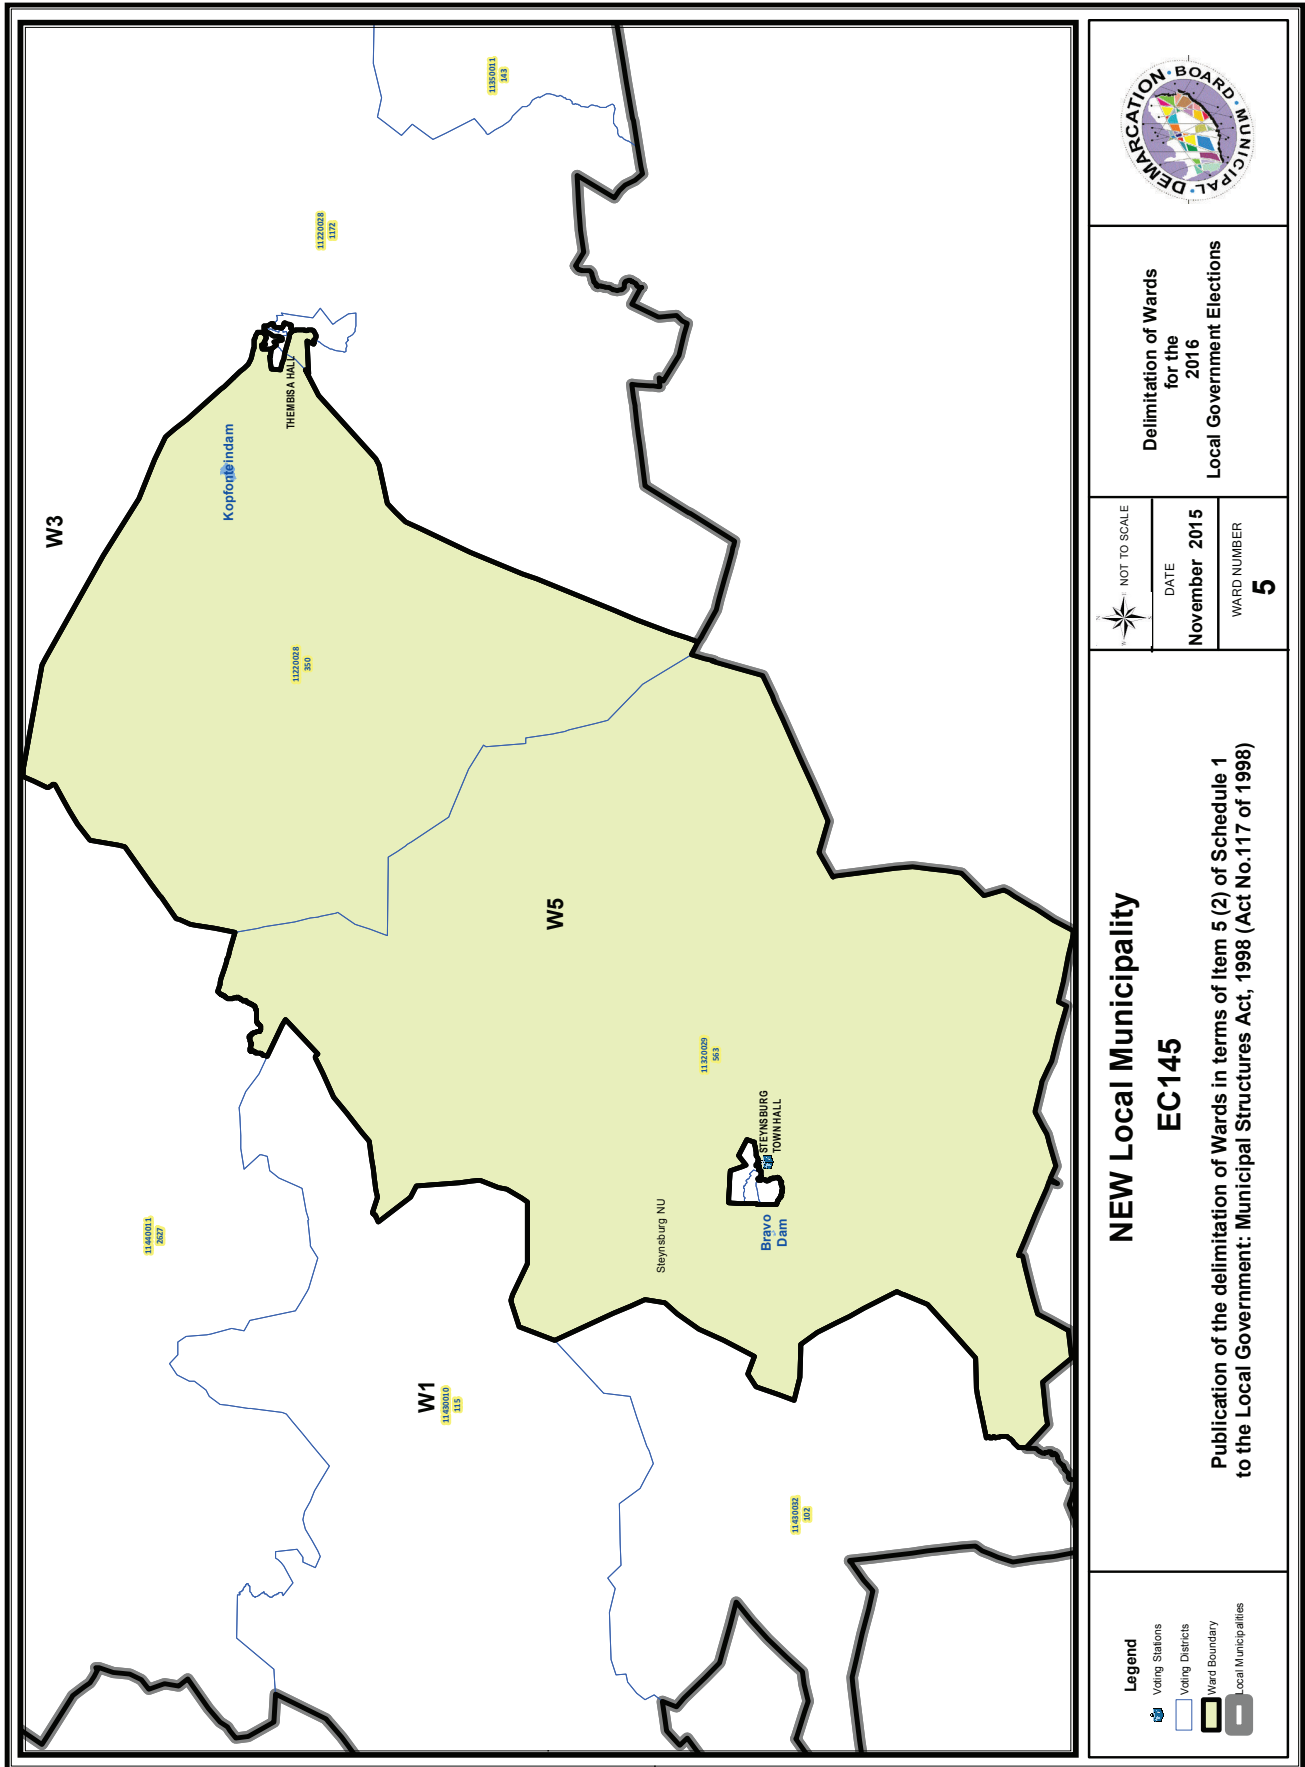 W3
W5
W1
11350011
143
11220028
1172
THEMBISA HALL
Kopfonteindam
11220028
350
11320029
563
STEYNSBURG
TOWN HALL
Steynsburg NU
Bravo
Dam
11440011
2627
11430010
115
11430032
102
Legend
Voting Stations
Voting Districts
Ward Boundary
Local Municipalities
NEW Local Municipality
EC145
Publication of the delimitation of Wards in terms of Item 5 (2) of Schedule 1
to the Local Government: Municipal Structures Act, 1998 (Act No.117 of 1998)
N
NOT TO SCALE
DATE
November 2015
WARD NUMBER
5
Delimitation of Wards
for the
2016
Local Government Elections
MUNICIPAL · DEMARCATION · BOARD ·